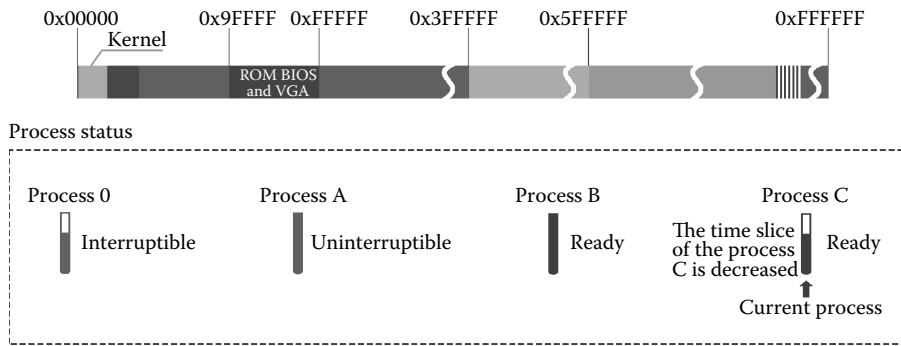 0x00000 0x9FFFF 0xFFFFF 0x3FFFFF 0x5FFFFF 0xFFFFFF
Kernel
ROM BIOS
and VGA
Process status
Process 0 Process A Process B Process C
Interruptible Uninterruptible Ready The time slice
of the process
C is decreased Ready
Current process